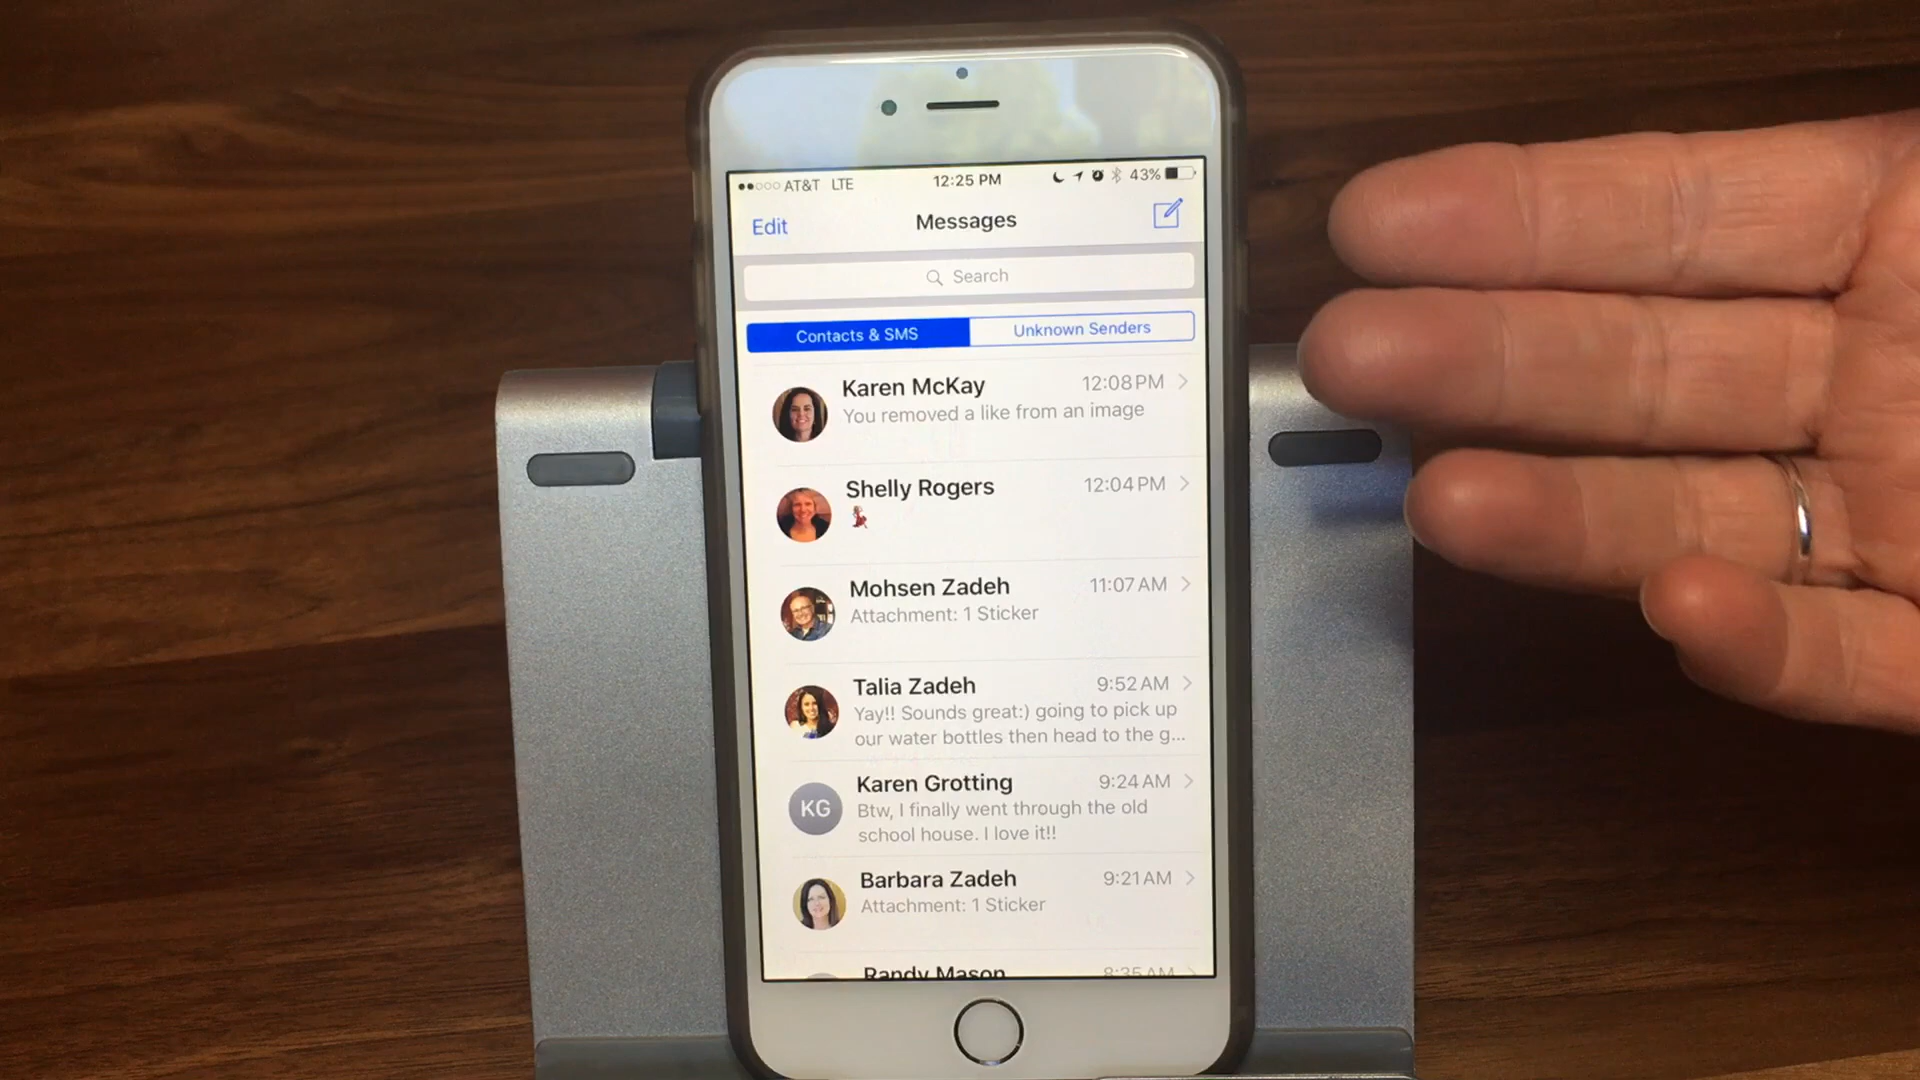 AT&T LTE 12:25 PM 43%
Edit Messages
Search
Contacts & SMS Unknown Senders
Karen McKay 12:08 PM
You removed a like from an image
Shelly Rogers 12:04 PM
Mohsen Zadeh 11:07 AM
Attachment: 1 Sticker
Talia Zadeh 9:52 AM
Yay!! Sounds great:) going to pick up
our water bottles then head to the g...
KG Karen Grotting 9:24 AM
Btw, I finally went through the old
school house. I love it!!
Barbara Zadeh 9:21 AM
Attachment: 1 Sticker
Randy Mason 8:35 AM